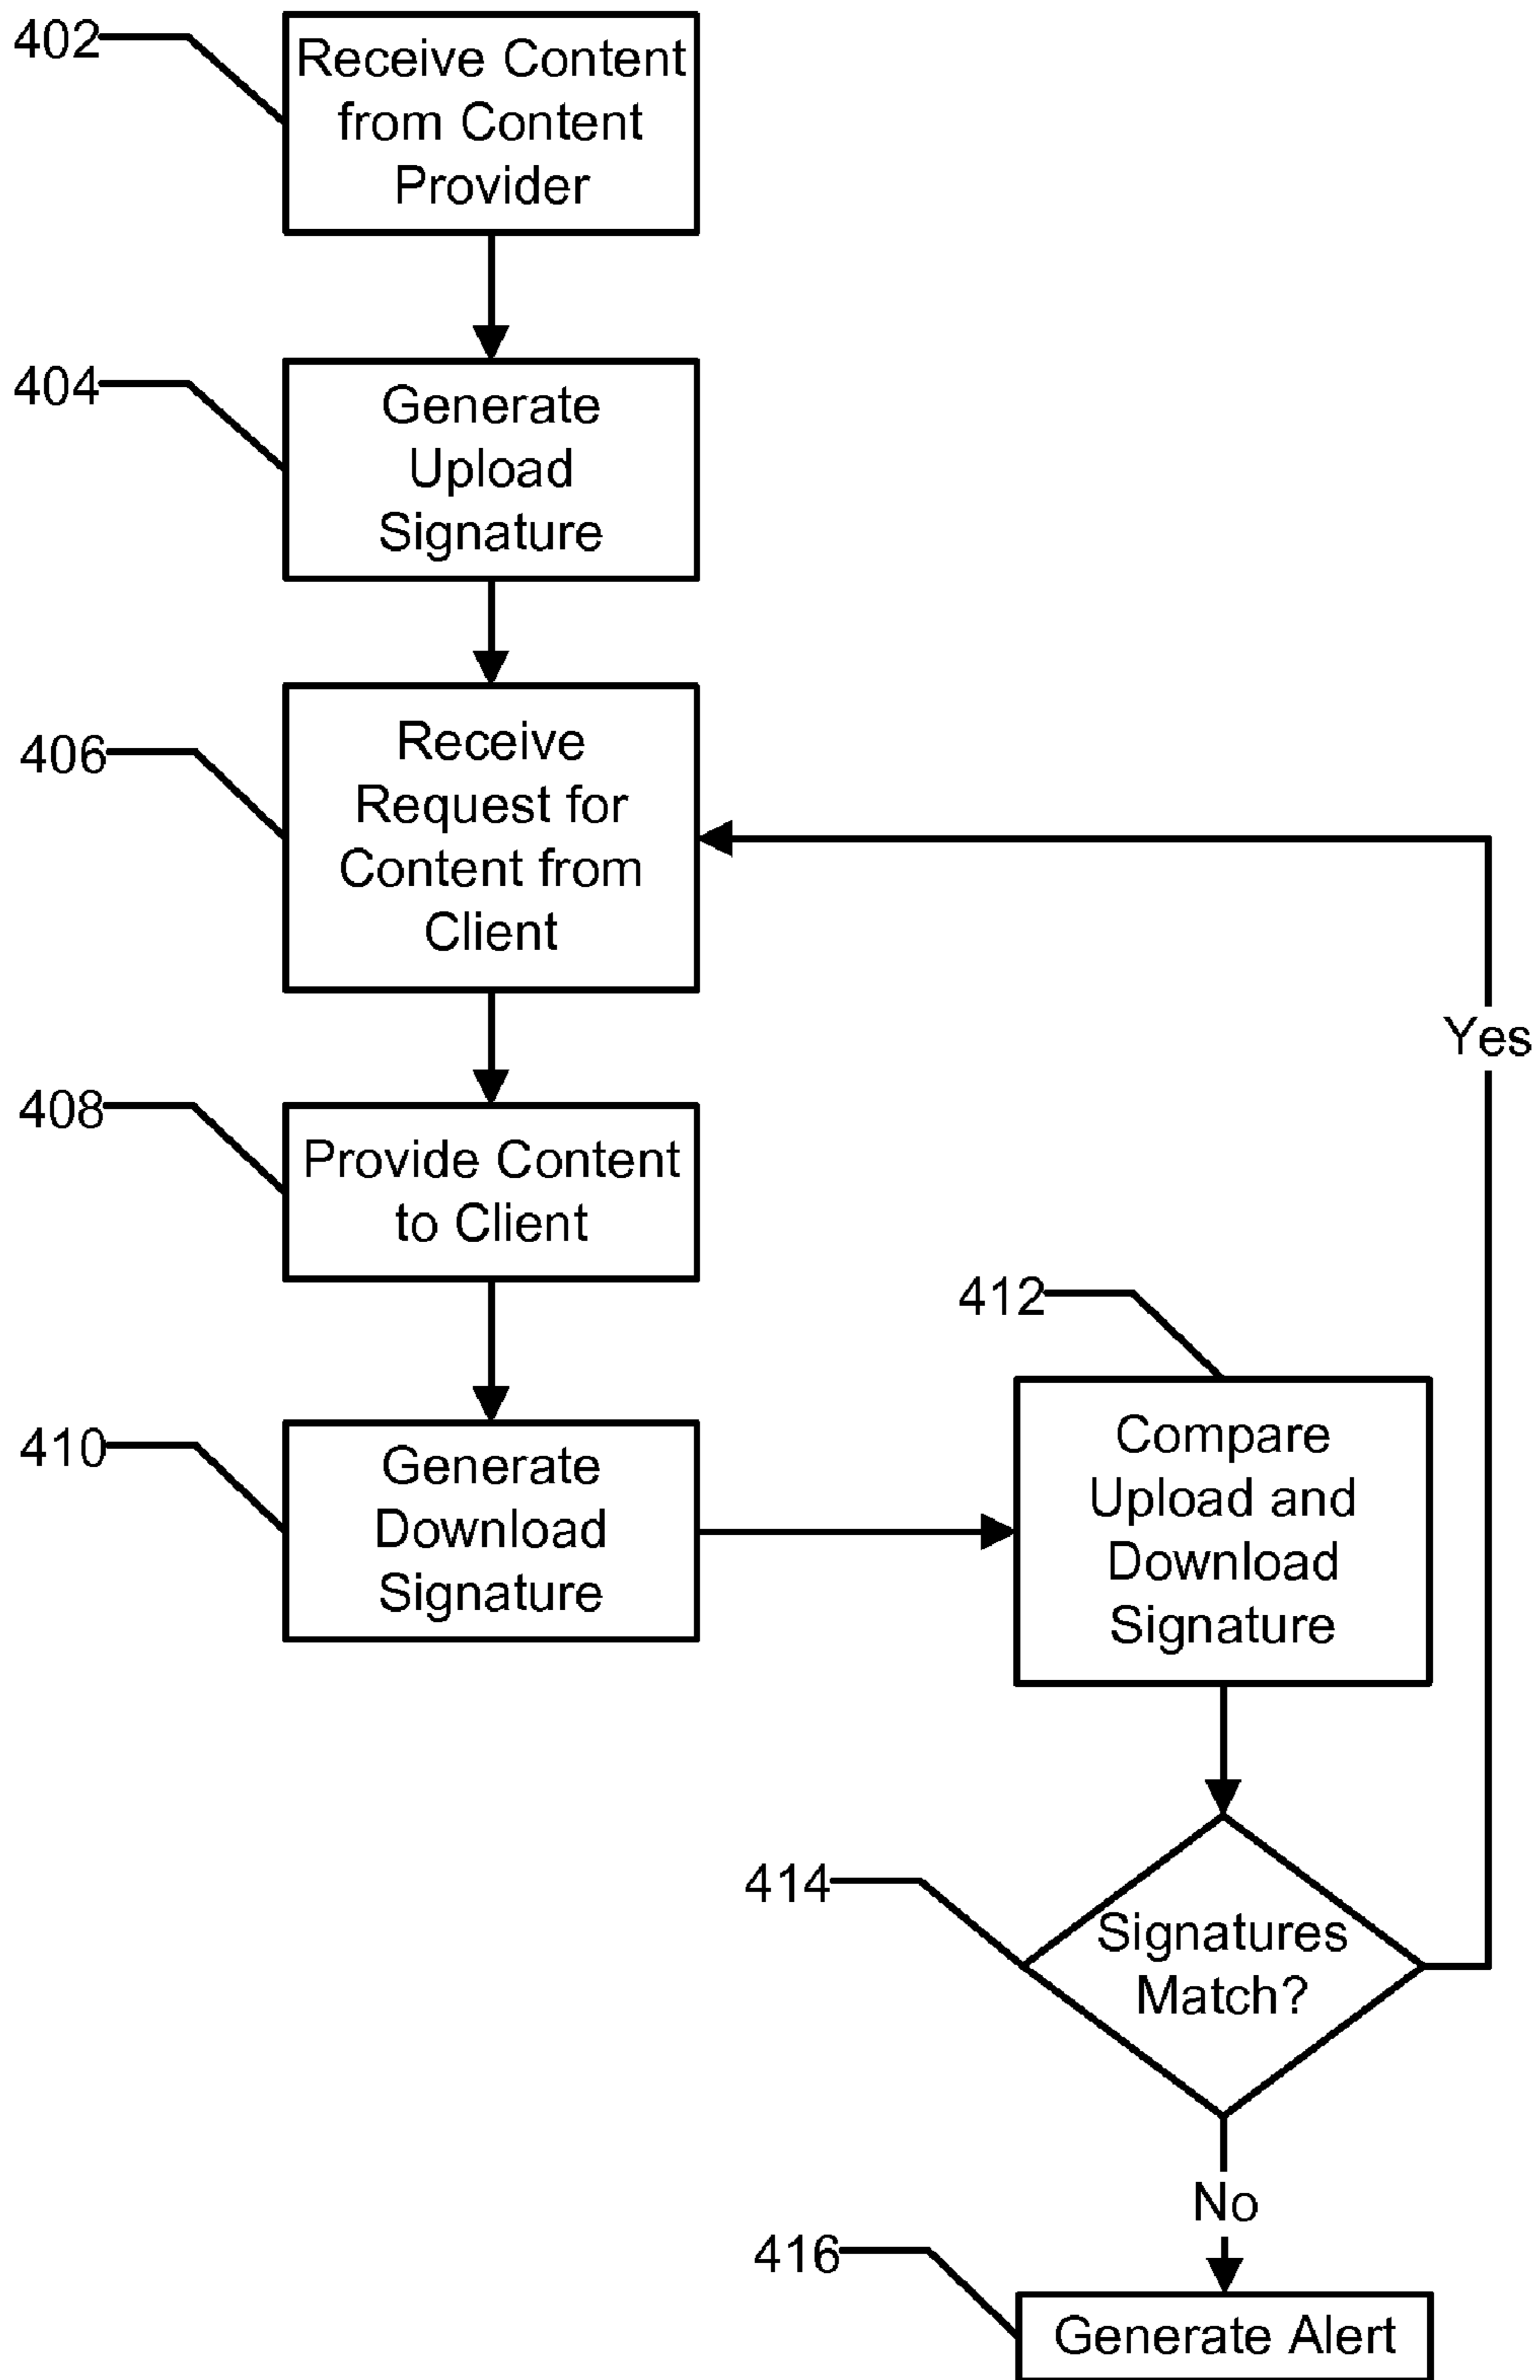 402
Receive Content
from Content
Provider
404
Generate
Upload
Signature
406
Receive
Request for
Content from
Client
Yes
408
Provide Content
to Client
410
Generate
Download
Signature
412
Compare
Upload and
Download
Signature
414
Signatures
Match?
No
416
Generate Alert